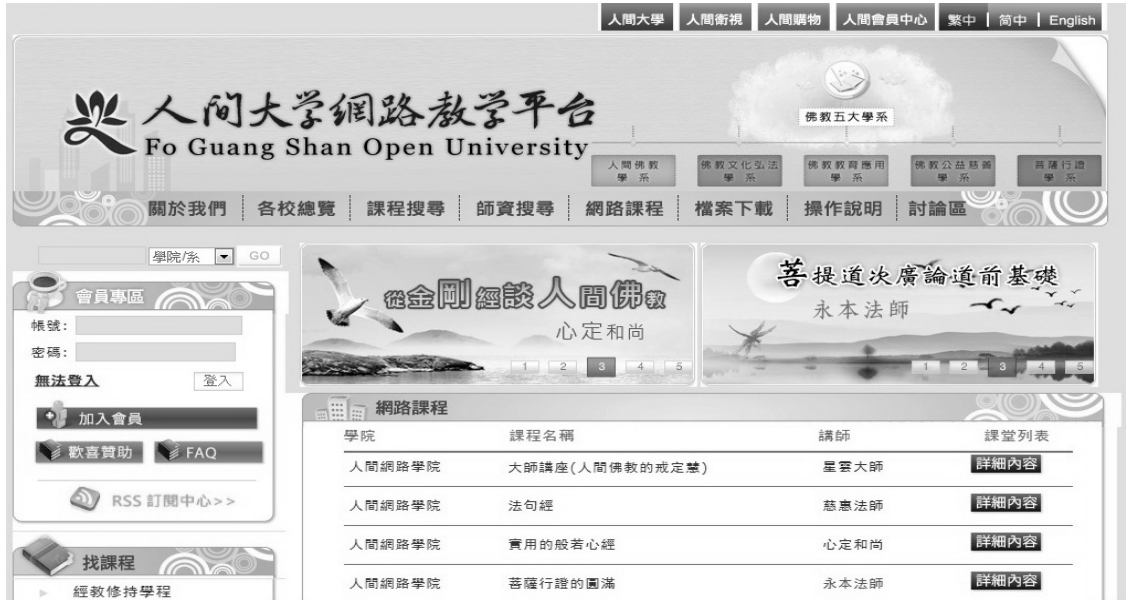 人間大學 人間衛視 人間購物 人間會員中心 繁中 | 简中 | English
人间大学網路教学平台
Fo Guang Shan Open University
佛教五大學系
人間佛教學系 佛教文化弘法學系 佛教教育應用學系 佛教公益慈善學系 菩薩行證學系
關於我們 各校總覽 課程搜尋 師資搜尋 網路課程 檔案下載 操作說明 討論區
學院/系 GO
會員專區
帳號：
密碼：
無法登入 登入
加入會員
歡喜贊助 FAQ
RSS 訂閱中心>>
找課程
經教修持學程
從金剛經談人間佛教
心定和尚
1 2 3 4 5
菩提道次廣論道前基礎
永本法師
1 2 3 4 5
網路課程
學院 課程名稱 講師 課堂列表
人間網路學院 大師講座(人間佛教的戒定慧) 星雲大師 詳細內容
人間網路學院 法句經 慈惠法師 詳細內容
人間網路學院 實用的般若心經 心定和尚 詳細內容
人間網路學院 菩薩行證的圓滿 永本法師 詳細內容